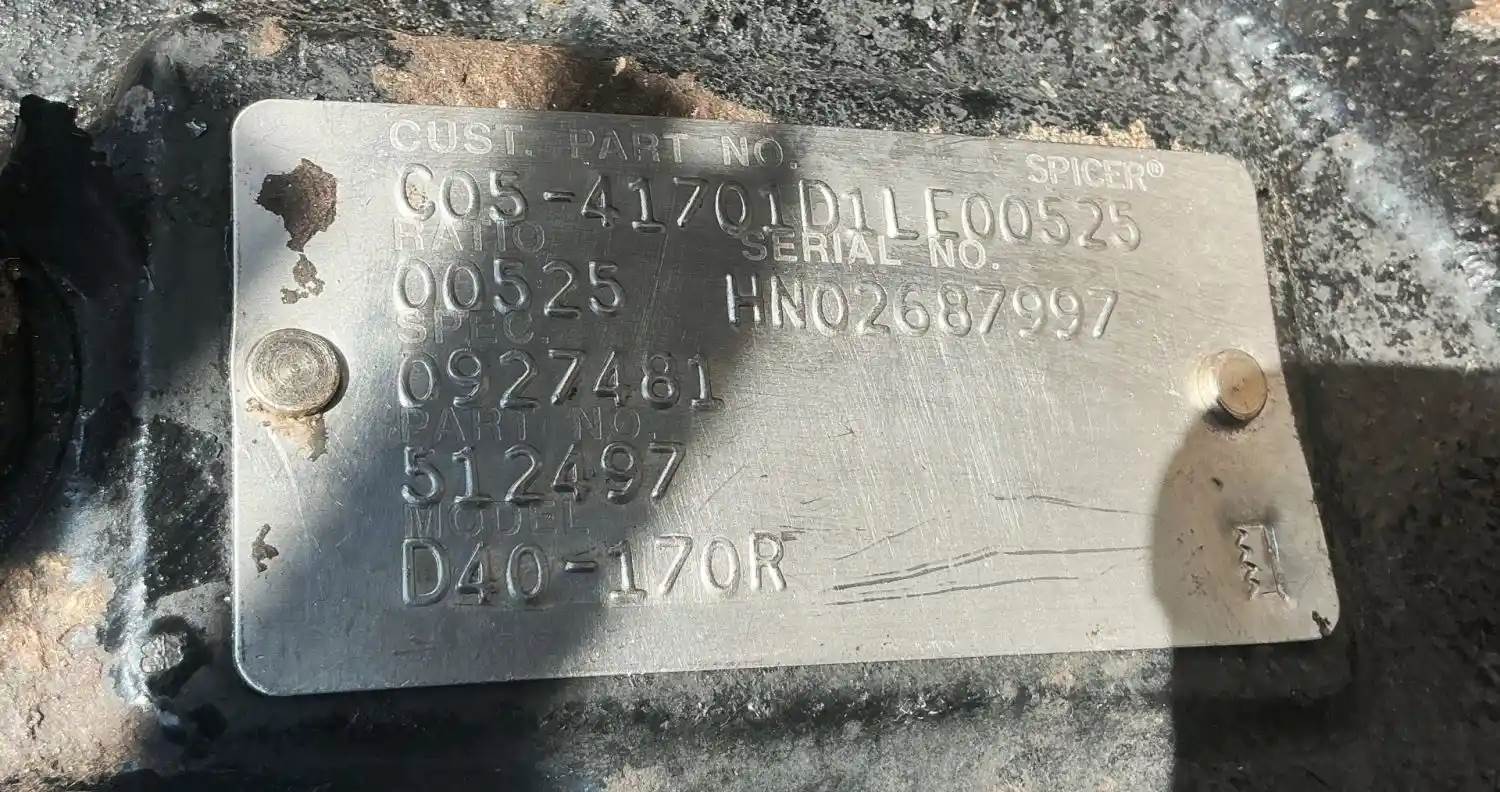 CUST. PART NO.
SPICER®
C05-41701D1LE00525
RATIO SERIAL NO.
00525 HN02687997
SPEC.
0927481
PART NO.
512497
MODEL
D40-170R